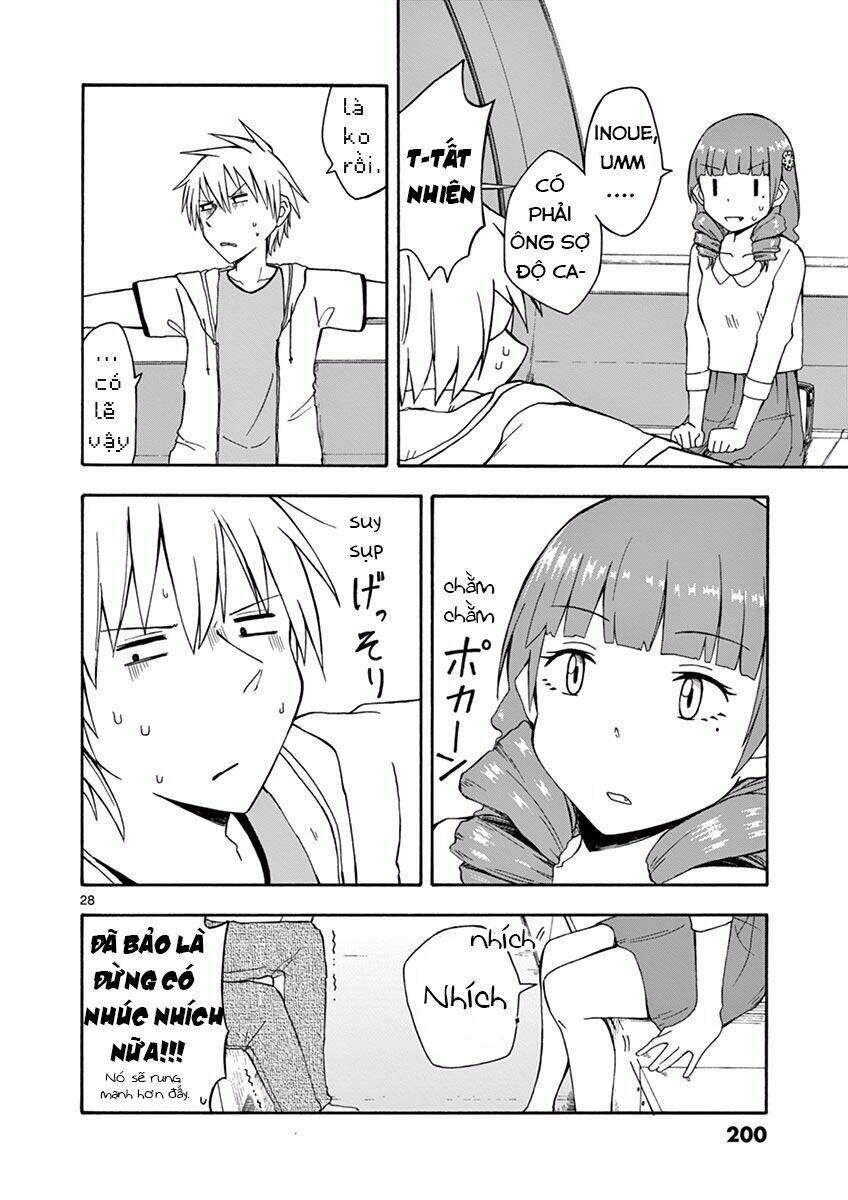 INOUE,
UMM
....
CÓ
PHẢI
ÔNG SỢ
ĐỘ CA-
T-TẤT
NHIÊN
là
ko
rồi.
...
có
lẽ
vậy
chằm
chằm
ポカーン
suy
sụp
げっそり
28
nhích
Nhích
ĐÃ BẢO LÀ
ĐỪNG CÓ
NHÚC NHÍCH
NỮA!!!
Nó sẽ rung
mạnh hơn đấy.
200